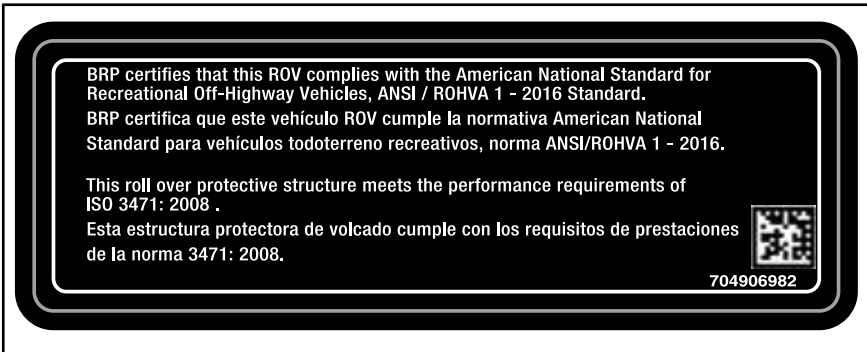 BRP certifies that this ROV complies with the American National Standard for
Recreational Off-Highway Vehicles, ANSI / ROHVA 1 - 2016 Standard.
BRP certifica que este vehículo ROV cumple la normativa American National
Standard para vehículos todoterreno recreativos, norma ANSI/ROHVA 1 - 2016.
This roll over protective structure meets the performance requirements of
ISO 3471: 2008 .
Esta estructura protectora de volcado cumple con los requisitos de prestaciones
de la norma 3471: 2008.
704906982